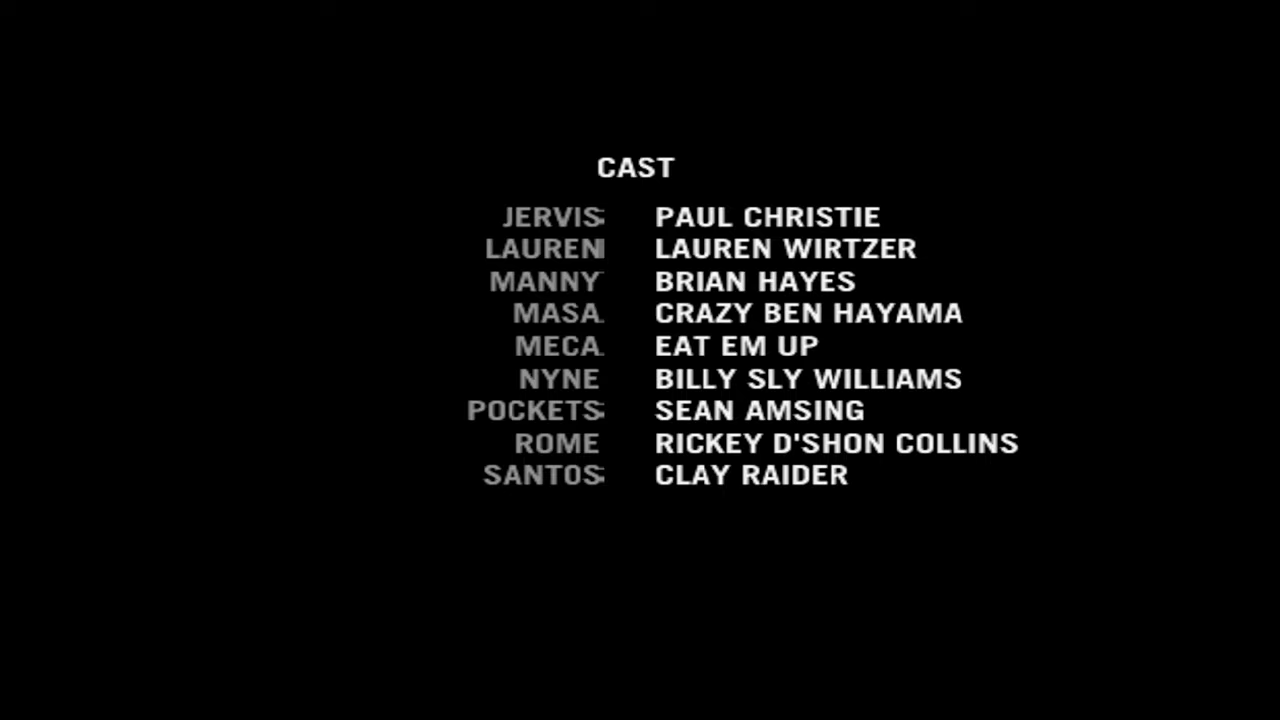 CAST
JERVIS PAUL CHRISTIE
LAUREN LAUREN WIRTZER
MANNY BRIAN HAYES
MASA CRAZY BEN HAYAMA
MECA EAT EM UP
NYNE BILLY SLY WILLIAMS
POCKETS SEAN AMSING
ROME RICKEY D'SHON COLLINS
SANTOS CLAY RAIDER